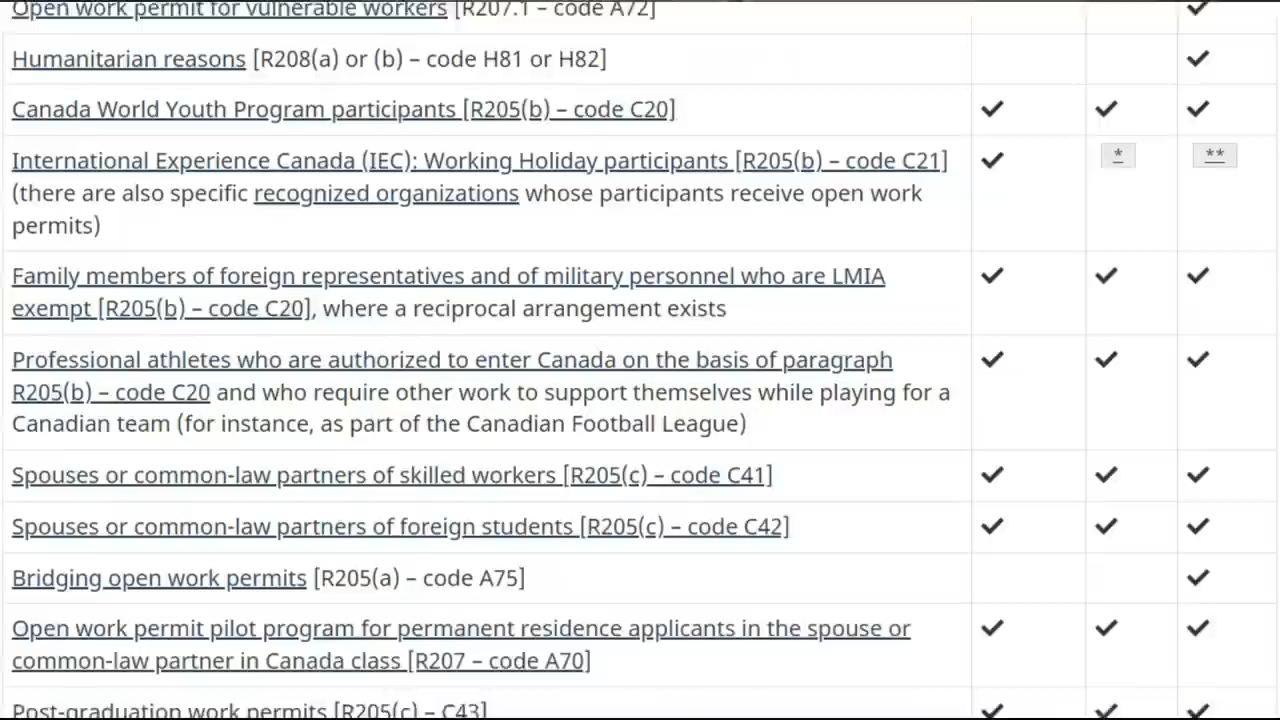 Open work permit for vulnerable workers [R207.1 – code A72] ✔
Humanitarian reasons [R208(a) or (b) – code H81 or H82] ✔
Canada World Youth Program participants [R205(b) – code C20] ✔ ✔ ✔
International Experience Canada (IEC): Working Holiday participants [R205(b) – code C21] ✔ * **
(there are also specific recognized organizations whose participants receive open work
permits)
Family members of foreign representatives and of military personnel who are LMIA ✔ ✔ ✔
exempt [R205(b) – code C20], where a reciprocal arrangement exists
Professional athletes who are authorized to enter Canada on the basis of paragraph ✔ ✔ ✔
R205(b) – code C20 and who require other work to support themselves while playing for a
Canadian team (for instance, as part of the Canadian Football League)
Spouses or common-law partners of skilled workers [R205(c) – code C41] ✔ ✔ ✔
Spouses or common-law partners of foreign students [R205(c) – code C42] ✔ ✔ ✔
Bridging open work permits [R205(a) – code A75] ✔
Open work permit pilot program for permanent residence applicants in the spouse or ✔ ✔ ✔
common-law partner in Canada class [R207 – code A70]
Post-graduation work permits [R205(c) – C43] ✔ ✔ ✔